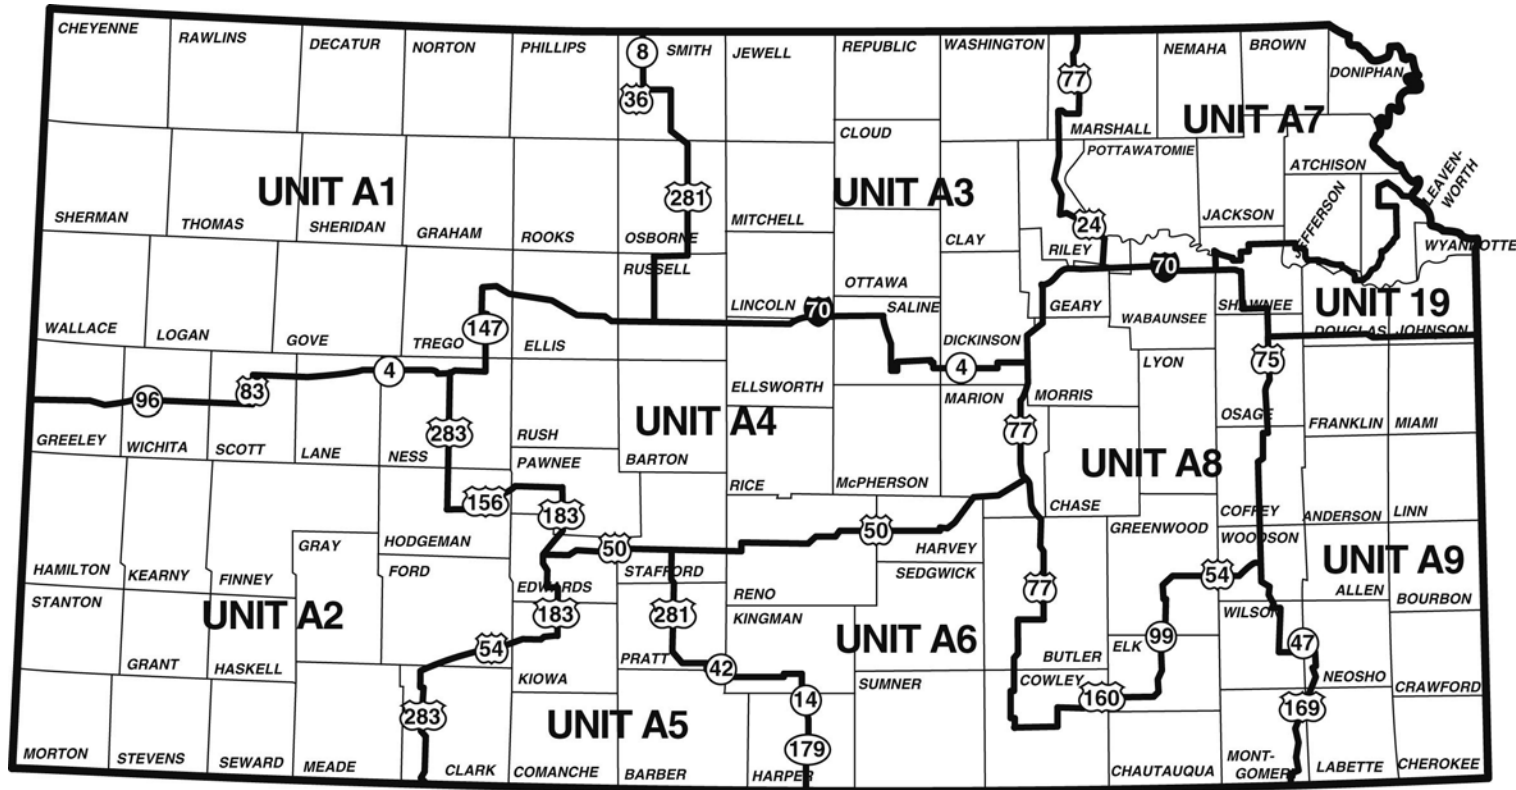 CHEYENNE
RAWLINS
DECATUR
NORTON
PHILLIPS
8
SMITH
JEWELL
REPUBLIC
WASHINGTON
77
NEMAHA
BROWN
DONIPHAN
36
UNIT A7
MARSHALL
CLOUD
POTTAWATOMIE
ATCHISON
LEAVEN-
WORTH
UNIT A1
281
UNIT A3
SHERMAN
THOMAS
SHERIDAN
GRAHAM
ROOKS
OSBORNE
MITCHELL
CLAY
24
RILEY
JACKSON
JEFFERSON
WYANDOTTE
RUSSELL
70
OTTAWA
LINCOLN
70
SALINE
GEARY
SHAWNEE
UNIT 19
WABAUNSEE
WALLACE
LOGAN
GOVE
TREGO
147
ELLIS
DICKINSON
DOUGLAS
JOHNSON
4
4
LYON
75
96
83
ELLSWORTH
MARION
MORRIS
UNIT A4
77
OSAGE
FRANKLIN
MIAMI
GREELEY
WICHITA
SCOTT
LANE
NESS
283
RUSH
PAWNEE
BARTON
UNIT A8
RICE
McPHERSON
156
183
CHASE
COFFEY
ANDERSON
LINN
GREENWOOD
WOODSON
50
50
HARVEY
GRAY
HODGEMAN
FORD
UNIT A9
HAMILTON
KEARNY
FINNEY
EDWARDS
STAFFORD
SEDGWICK
77
54
RENO
ALLEN
BOURBON
STANTON
UNIT A2
183
281
KINGMAN
WILSON
UNIT A6
99
47
54
PRATT
42
BUTLER
ELK
GRANT
HASKELL
KIOWA
SUMNER
COWLEY
160
NEOSHO
CRAWFORD
14
283
UNIT A5
169
179
MORTON
STEVENS
SEWARD
MEADE
CLARK
COMANCHE
BARBER
HARPER
CHAUTAUQUA
MONT-
GOMERY
LABETTE
CHEROKEE